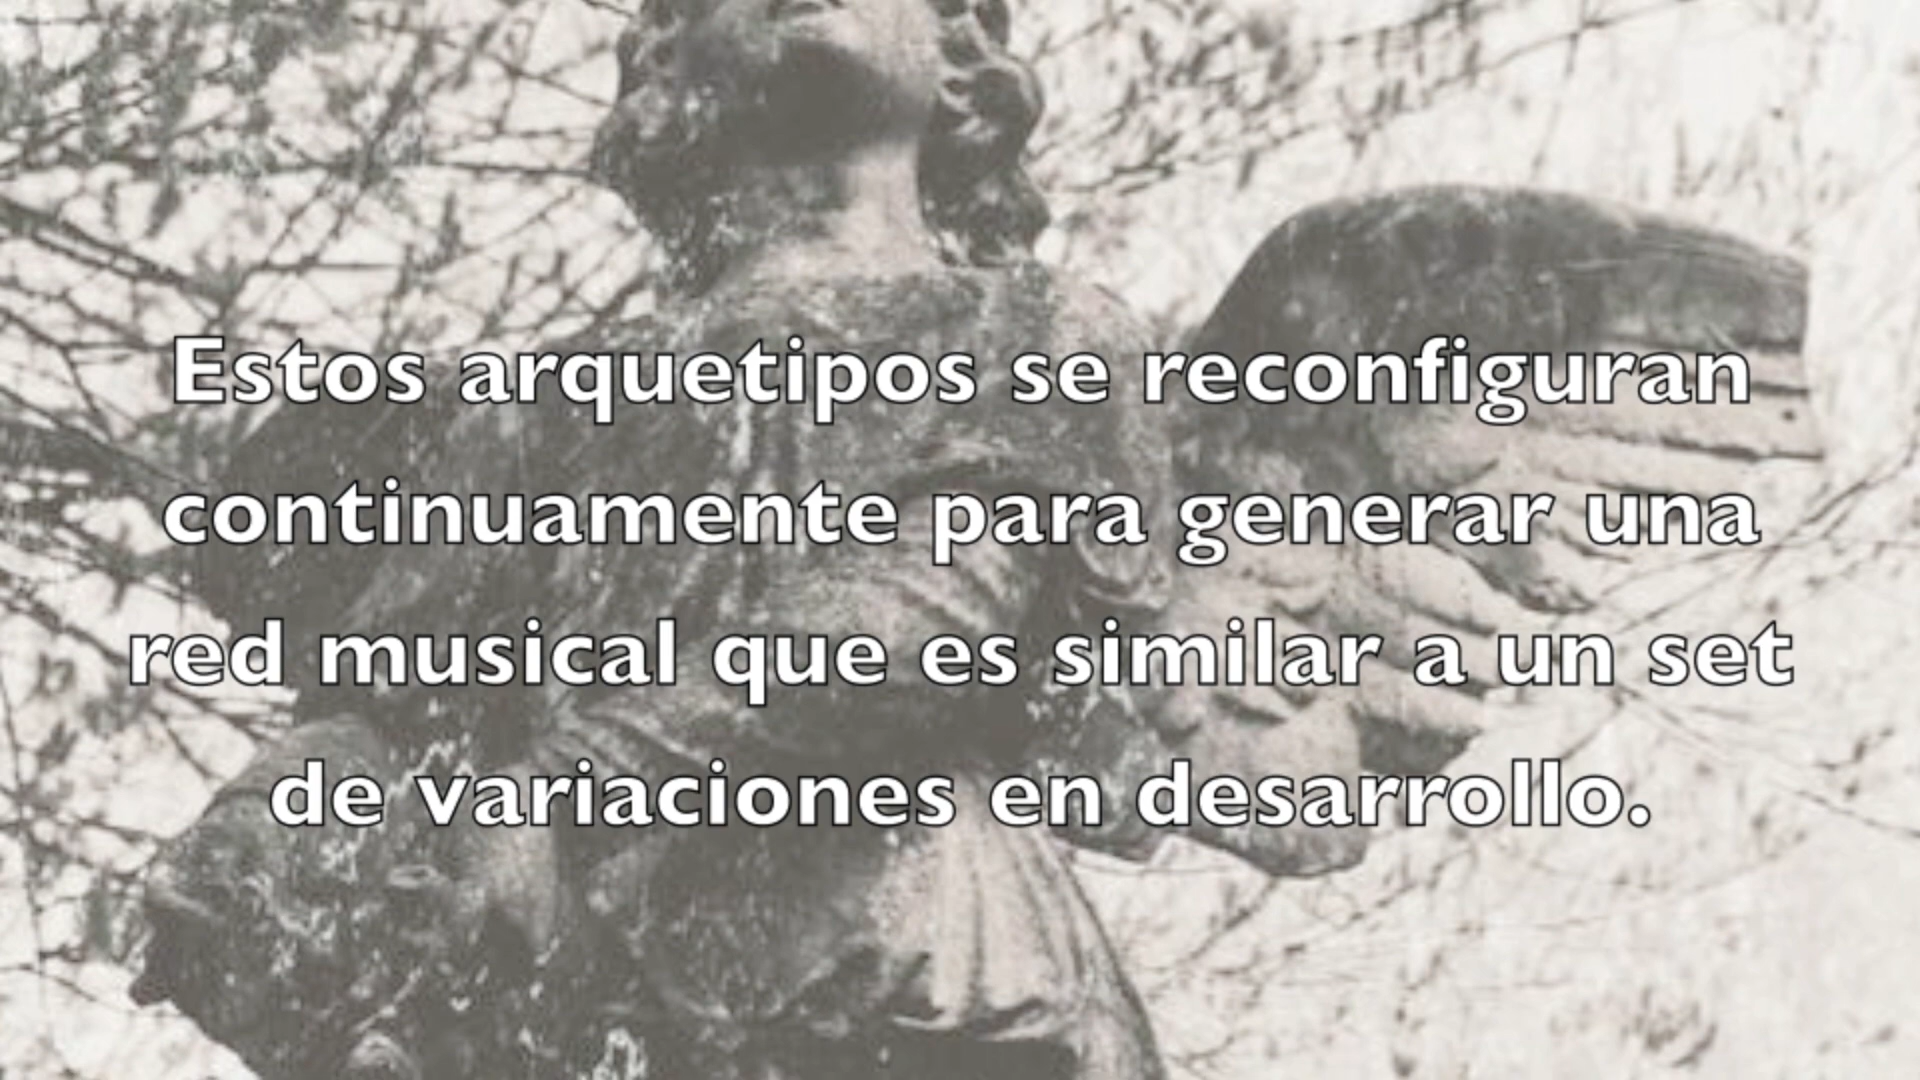 Estos arquetipos se reconfiguran
continuamente para generar una
red musical que es similar a un set
de variaciones en desarrollo.